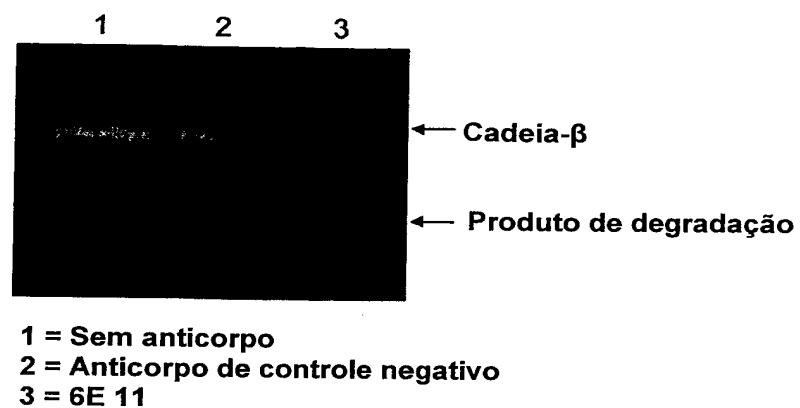 1 2 3
Cadeia-β
Produto de degradação
1 = Sem anticorpo
2 = Anticorpo de controle negativo
3 = 6E 11